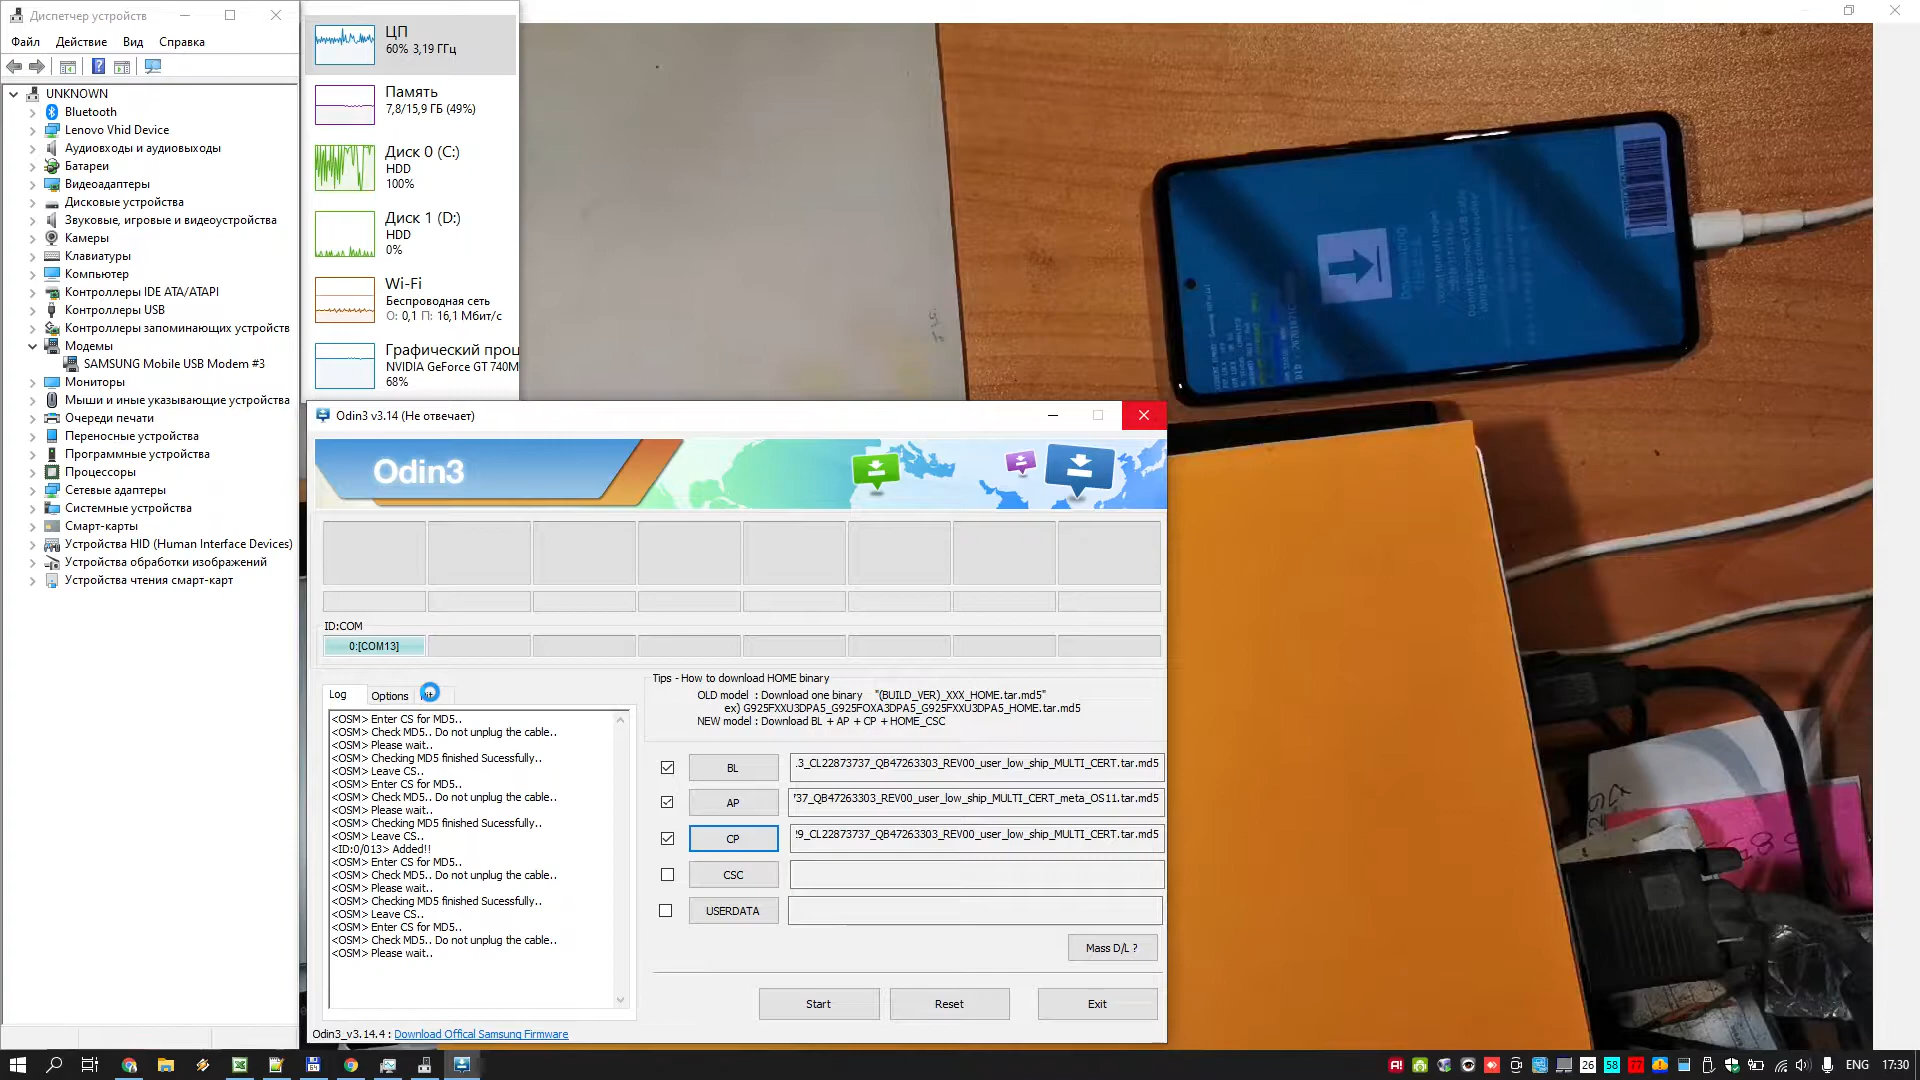 Диспетчер устройств
Файл Действие Вид Справка
UNKNOWN
Bluetooth
Lenovo Vhid Device
Аудиовходы и аудиовыходы
Батареи
Видеоадаптеры
Дисковые устройства
Звуковые, игровые и видеоустройства
Камеры
Клавиатуры
Компьютер
Контроллеры IDE ATA/ATAPI
Контроллеры USB
Контроллеры запоминающих устройств
Модемы
SAMSUNG Mobile USB Modem #3
Мониторы
Мыши и иные указывающие устройства
Очереди печати
Переносные устройства
Программные устройства
Процессоры
Сетевые адаптеры
Системные устройства
Смарт-карты
Устройства HID (Human Interface Devices)
Устройства обработки изображений
Устройства чтения смарт-карт
ЦП
60% 3,19 ГГц
Память
7,8/15,9 ГБ (49%)
Диск 0 (C:)
HDD
100%
Диск 1 (D:)
HDD
0%
Wi-Fi
Беспроводная сеть
О: 0,1 П: 16,1 Мбит/с
Графический проц
NVIDIA GeForce GT 740M
68%
Odin3 v3.14 (Не отвечает)
Odin3
ID:COM
0:[COM13]
Log Options
<OSM> Enter CS for MD5..
<OSM> Check MD5.. Do not unplug the cable..
<OSM> Please wait..
<OSM> Checking MD5 finished Sucessfully..
<OSM> Leave CS..
<OSM> Enter CS for MD5..
<OSM> Check MD5.. Do not unplug the cable..
<OSM> Please wait..
<OSM> Checking MD5 finished Sucessfully..
<OSM> Leave CS..
<ID:0/013> Added!!
<OSM> Enter CS for MD5..
<OSM> Check MD5.. Do not unplug the cable..
<OSM> Please wait..
<OSM> Checking MD5 finished Sucessfully..
<OSM> Leave CS..
<OSM> Enter CS for MD5..
<OSM> Check MD5.. Do not unplug the cable..
<OSM> Please wait..
Tips - How to download HOME binary
OLD model : Download one binary "(BUILD_VER)_XXX_HOME.tar.md5"
ex) G925FXXU3DPA5_G925FOXA3DPA5_G925FXXU3DPA5_HOME.tar.md5
NEW model : Download BL + AP + CP + HOME_CSC
BL .3_CL22873737_QB47263303_REV00_user_low_ship_MULTI_CERT.tar.md5
AP '37_QB47263303_REV00_user_low_ship_MULTI_CERT_meta_OS11.tar.md5
CP !9_CL22873737_QB47263303_REV00_user_low_ship_MULTI_CERT.tar.md5
CSC
USERDATA
Mass D/L ?
Start Reset Exit
Odin3_v3.14.4 : Download Offical Samsung Firmware
26 58 77 ENG 17:30